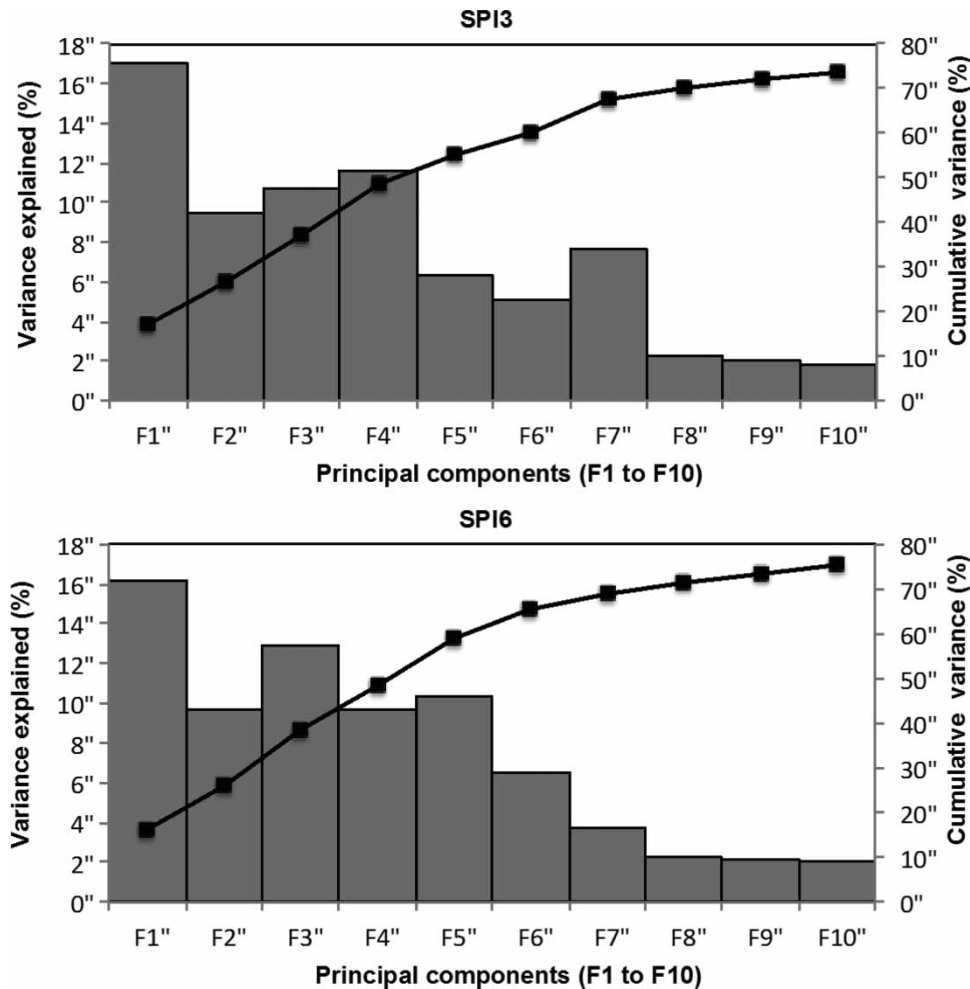 SPI3
18" 80"
16" 70"
14" 60"
12" 50"
10" 40"
8" 30"
6" 20"
4" 10"
2" 0"
0"
Variance explained (%)
Cumulative variance (%)
F1" F2" F3" F4" F5" F6" F7" F8" F9" F10"
Principal components (F1 to F10)
SPI6
18" 80"
16" 70"
14" 60"
12" 50"
10" 40"
8" 30"
6" 20"
4" 10"
2" 0"
0"
Variance explained (%)
Cumulative variance (%)
F1" F2" F3" F4" F5" F6" F7" F8" F9" F10"
Principal components (F1 to F10)